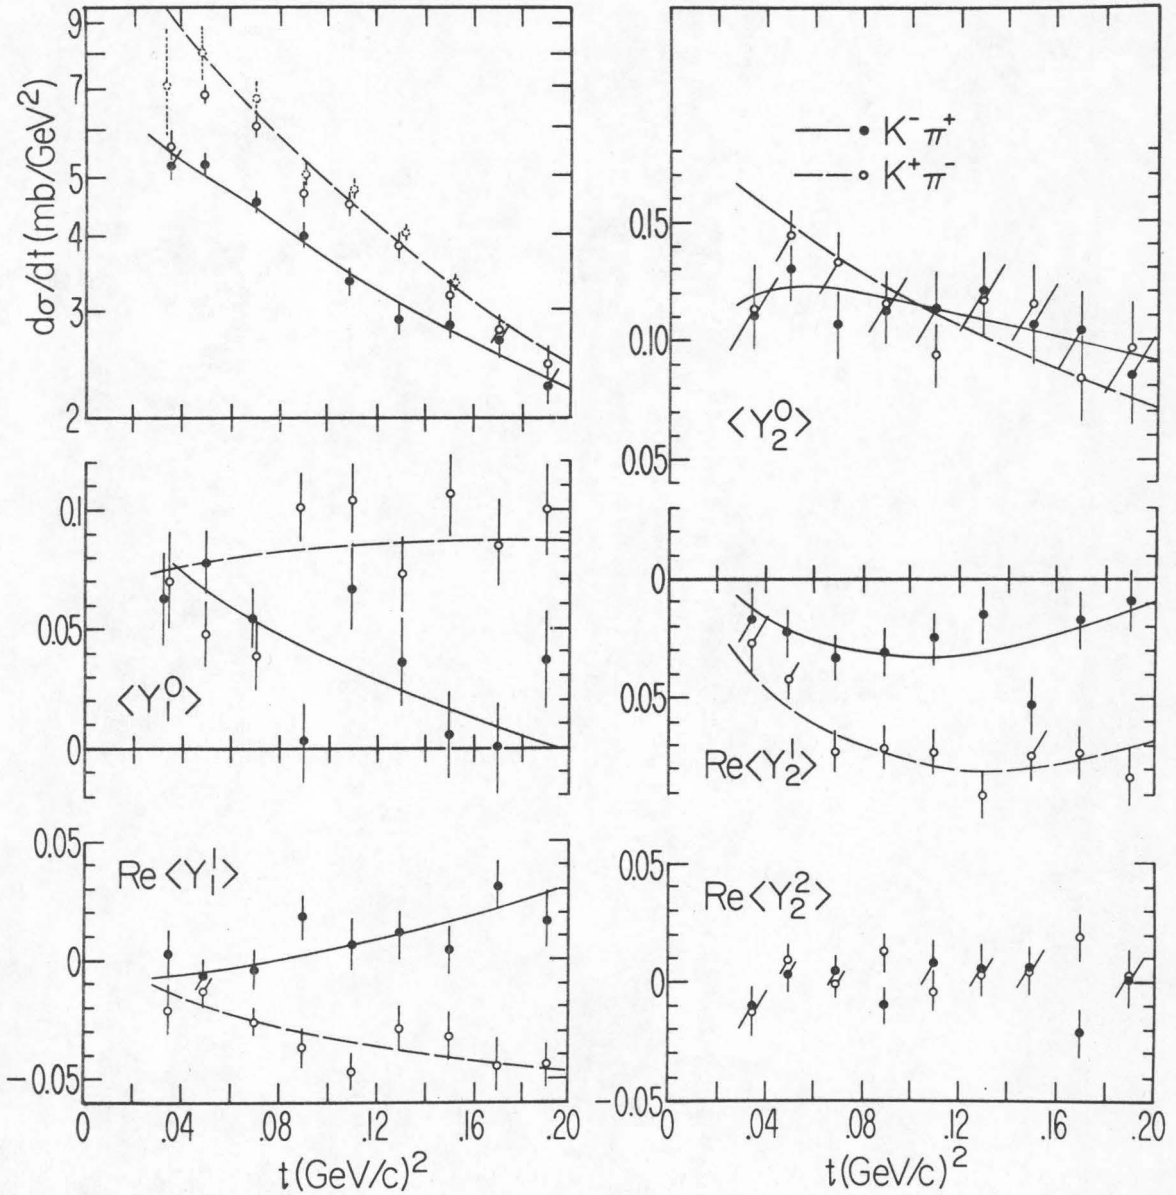 9
7
5
4
3
2
dσ/dt (mb/GeV²)
0.1
0.05
0
⟨Y⁰⟩
0.05
0
−0.05
Re⟨Y₁¹⟩
0 .04 .08 .12 .16 .20
t(GeV/c)²
K⁻ π⁺
K⁺ π⁻
0.15
0.10
0.05
⟨Y₂⁰⟩
0
0.05
Re⟨Y₂¹⟩
0.05
0
−0.05
Re⟨Y₂²⟩
0 .04 .08 .12 .16 .20
t(GeV/c)²